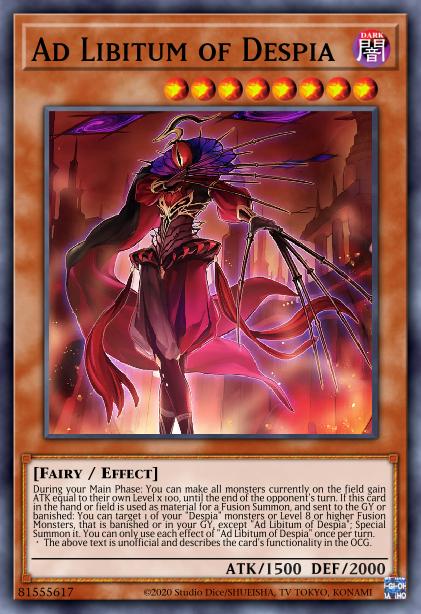 AD LIBITUM OF DESPIA
DARK
闇
[FAIRY / EFFECT]
During your Main Phase: You can make all monsters currently on the field gain
ATK equal to their own Level x 100, until the end of the opponent's turn. If this card
in the hand or field is used as material for a Fusion Summon, and sent to the GY or
banished: You can target 1 of your "Despia" monsters or Level 8 or higher Fusion
Monsters, that is banished or in your GY, except "Ad Libitum of Despia"; Special
Summon it. You can only use each effect of "Ad Libitum of Despia" once per turn.
* The above text is unofficial and describes the card's functionality in the OCG.
ATK/1500 DEF/2000
81555617
©2020 Studio Dice/SHUEISHA, TV TOKYO, KONAMI